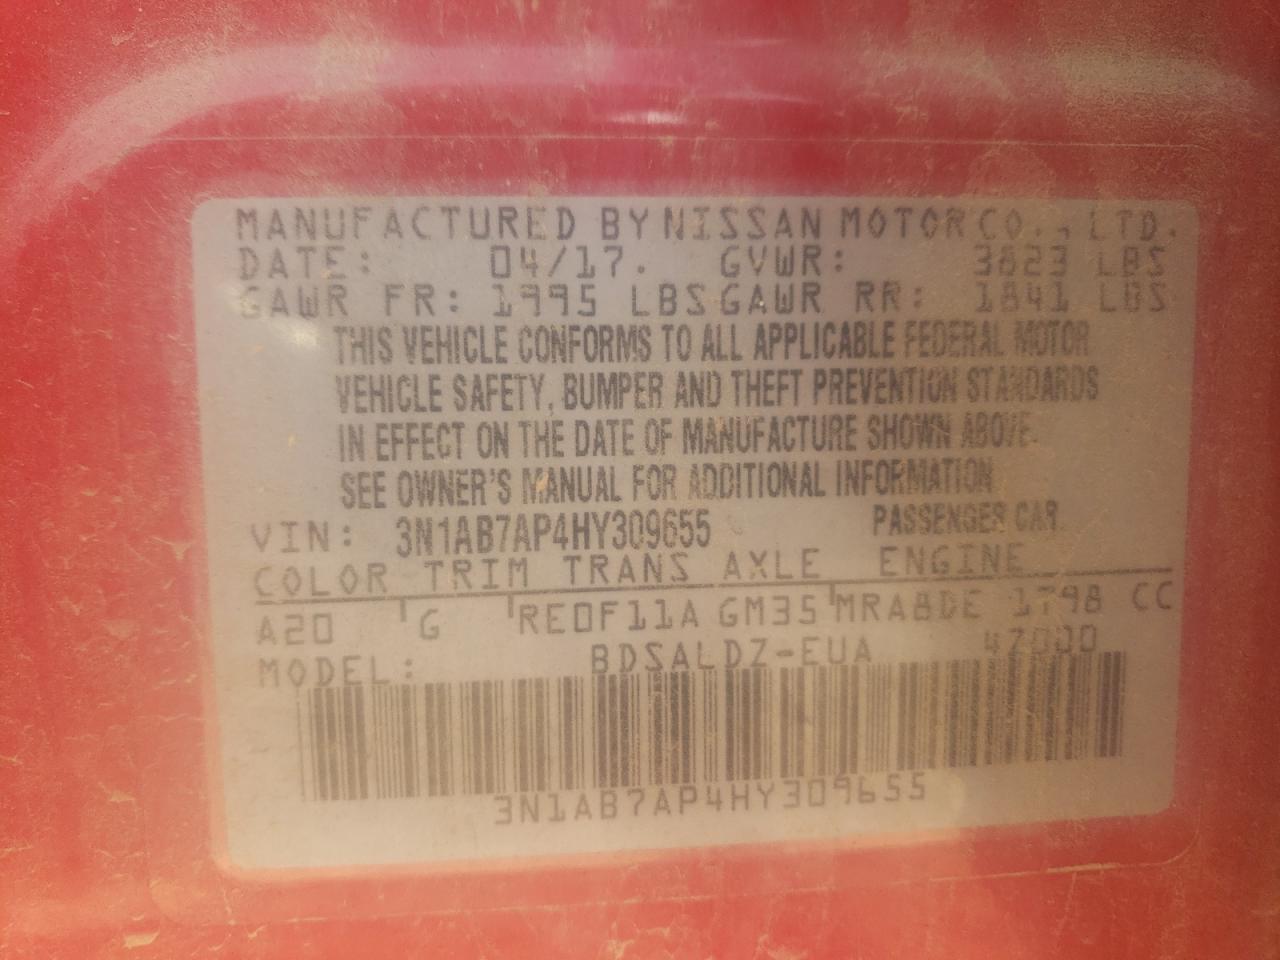 MANUFACTURED BY NISSAN MOTOR CO., LTD.
DATE: 04/17. GVWR: 3823 LBS
GAWR FR: 1995 LBS GAWR RR: 1841 LBS
THIS VEHICLE CONFORMS TO ALL APPLICABLE FEDERAL MOTOR
VEHICLE SAFETY, BUMPER AND THEFT PREVENTION STANDARDS
IN EFFECT ON THE DATE OF MANUFACTURE SHOWN ABOVE.
SEE OWNER'S MANUAL FOR ADDITIONAL INFORMATION
VIN: 3N1AB7AP4HY309655 PASSENGER CAR
COLOR TRIM TRANS AXLE ENGINE
A20 G RE0F11A GM35 MRA8DE 1798 CC
MODEL: BDSALDZ-EUA 4Z000
3N1AB7AP4HY309655